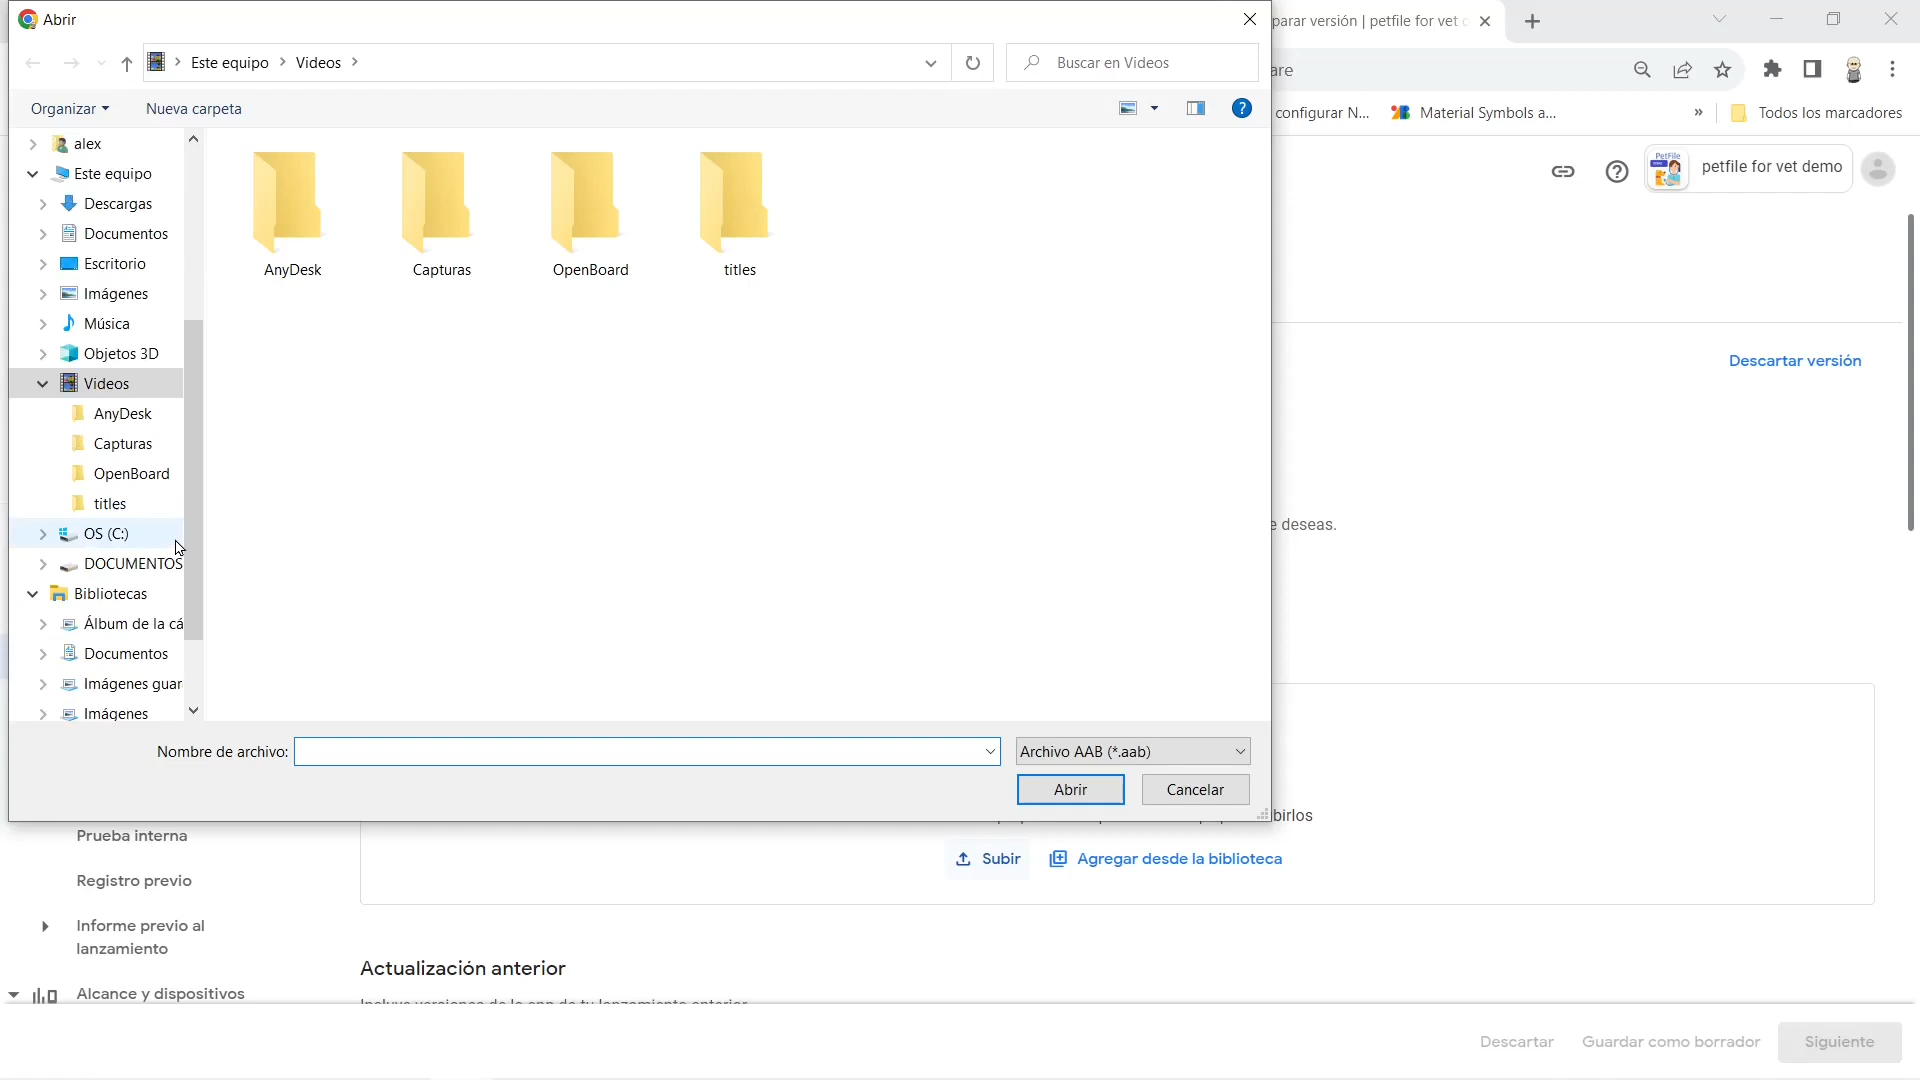 Abrir
parar versión | petfile for vet
Este equipo
Videos
Buscar en Videos
are
Organizar
Nueva carpeta
configurar N...
Material Symbols a...
»
Todos los marcadores
alex
Este equipo
Descargas
Documentos
Escritorio
Imágenes
Música
Objetos 3D
Videos
AnyDesk
Capturas
OpenBoard
titles
OS (C:)
DOCUMENTOS
Bibliotecas
Álbum de la cá
Documentos
Imágenes guar
Imágenes
AnyDesk
Capturas
OpenBoard
titles
PetFile
petfile for vet demo
Descartar versión
e deseas.
Nombre de archivo:
Archivo AAB (*.aab)
Abrir
Cancelar
birlos
Subir
Agregar desde la biblioteca
Prueba interna
Registro previo
Informe previo al
lanzamiento
Alcance y dispositivos
Actualización anterior
Descartar
Guardar como borrador
Siguiente